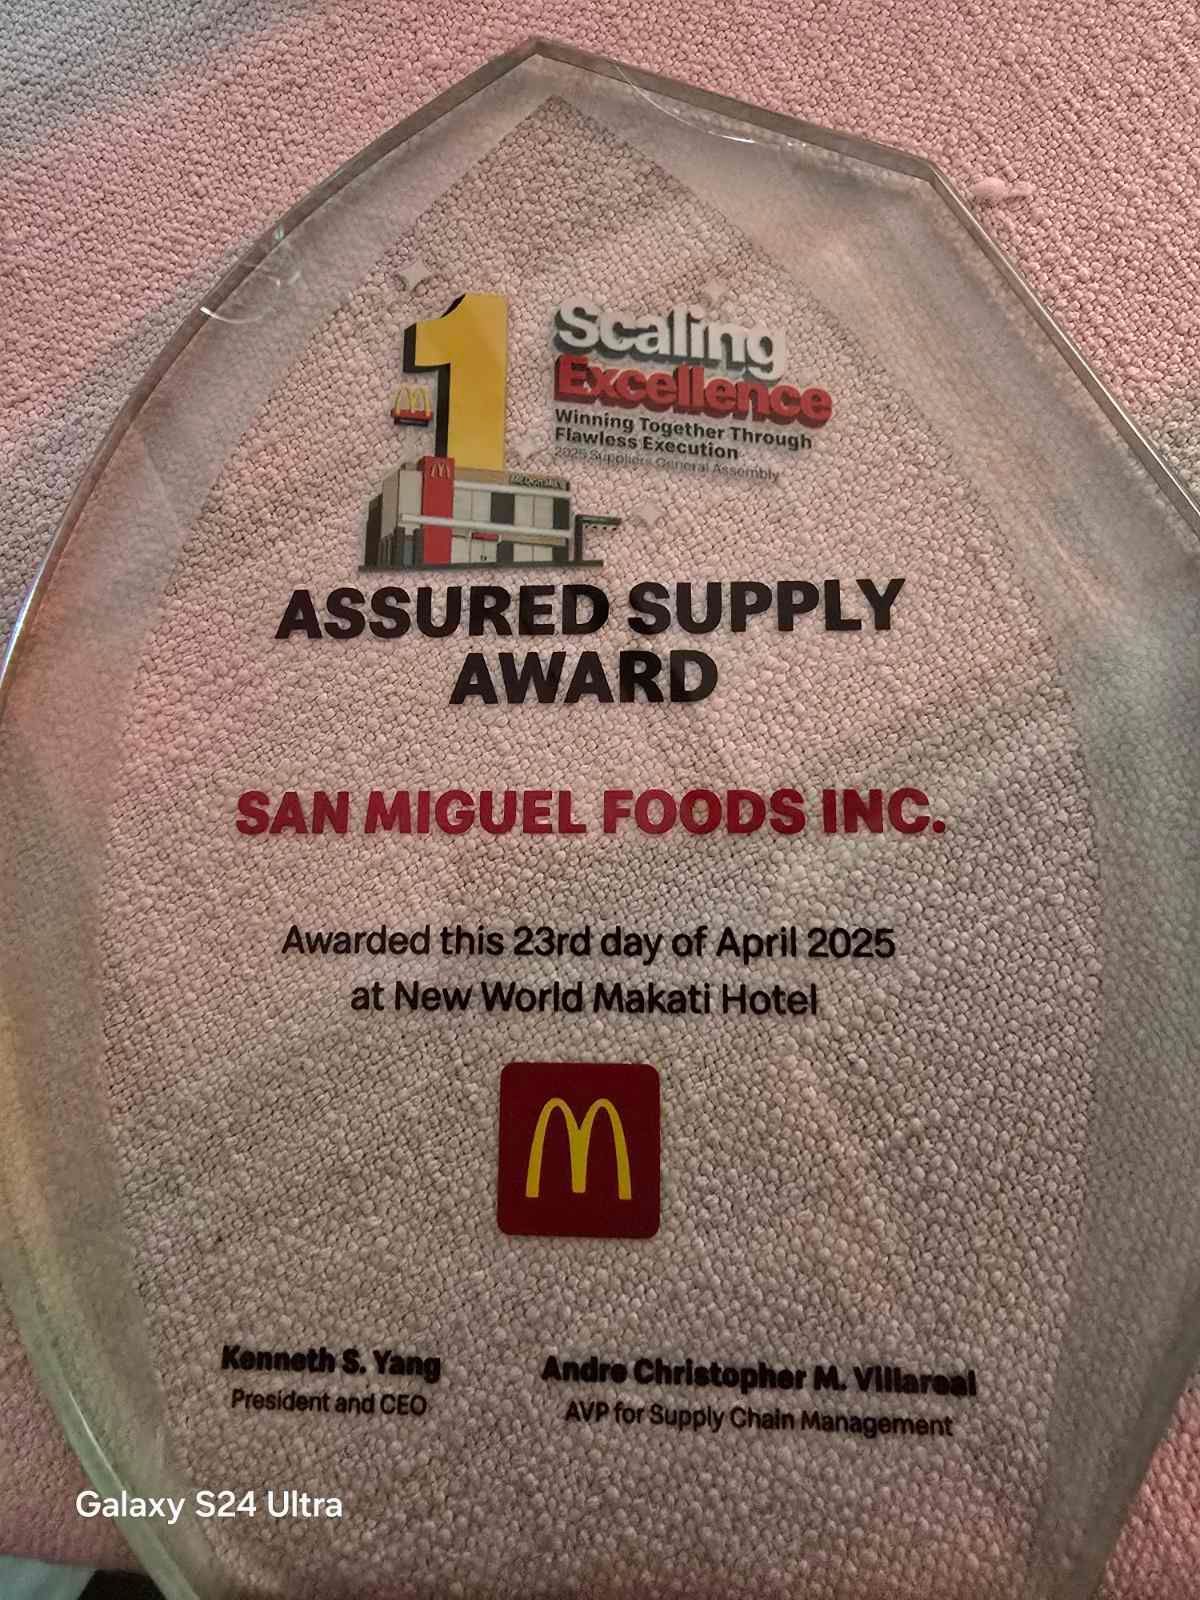 1
Scaling
Excellence
Winning Together Through
Flawless Execution
2025 Suppliers General Assembly
McDonald's
ASSURED SUPPLY
AWARD
SAN MIGUEL FOODS INC.
Awarded this 23rd day of April 2025
at New World Makati Hotel
Kenneth S. Yang
President and CEO
Andre Christopher M. Villareal
AVP for Supply Chain Management
Galaxy S24 Ultra